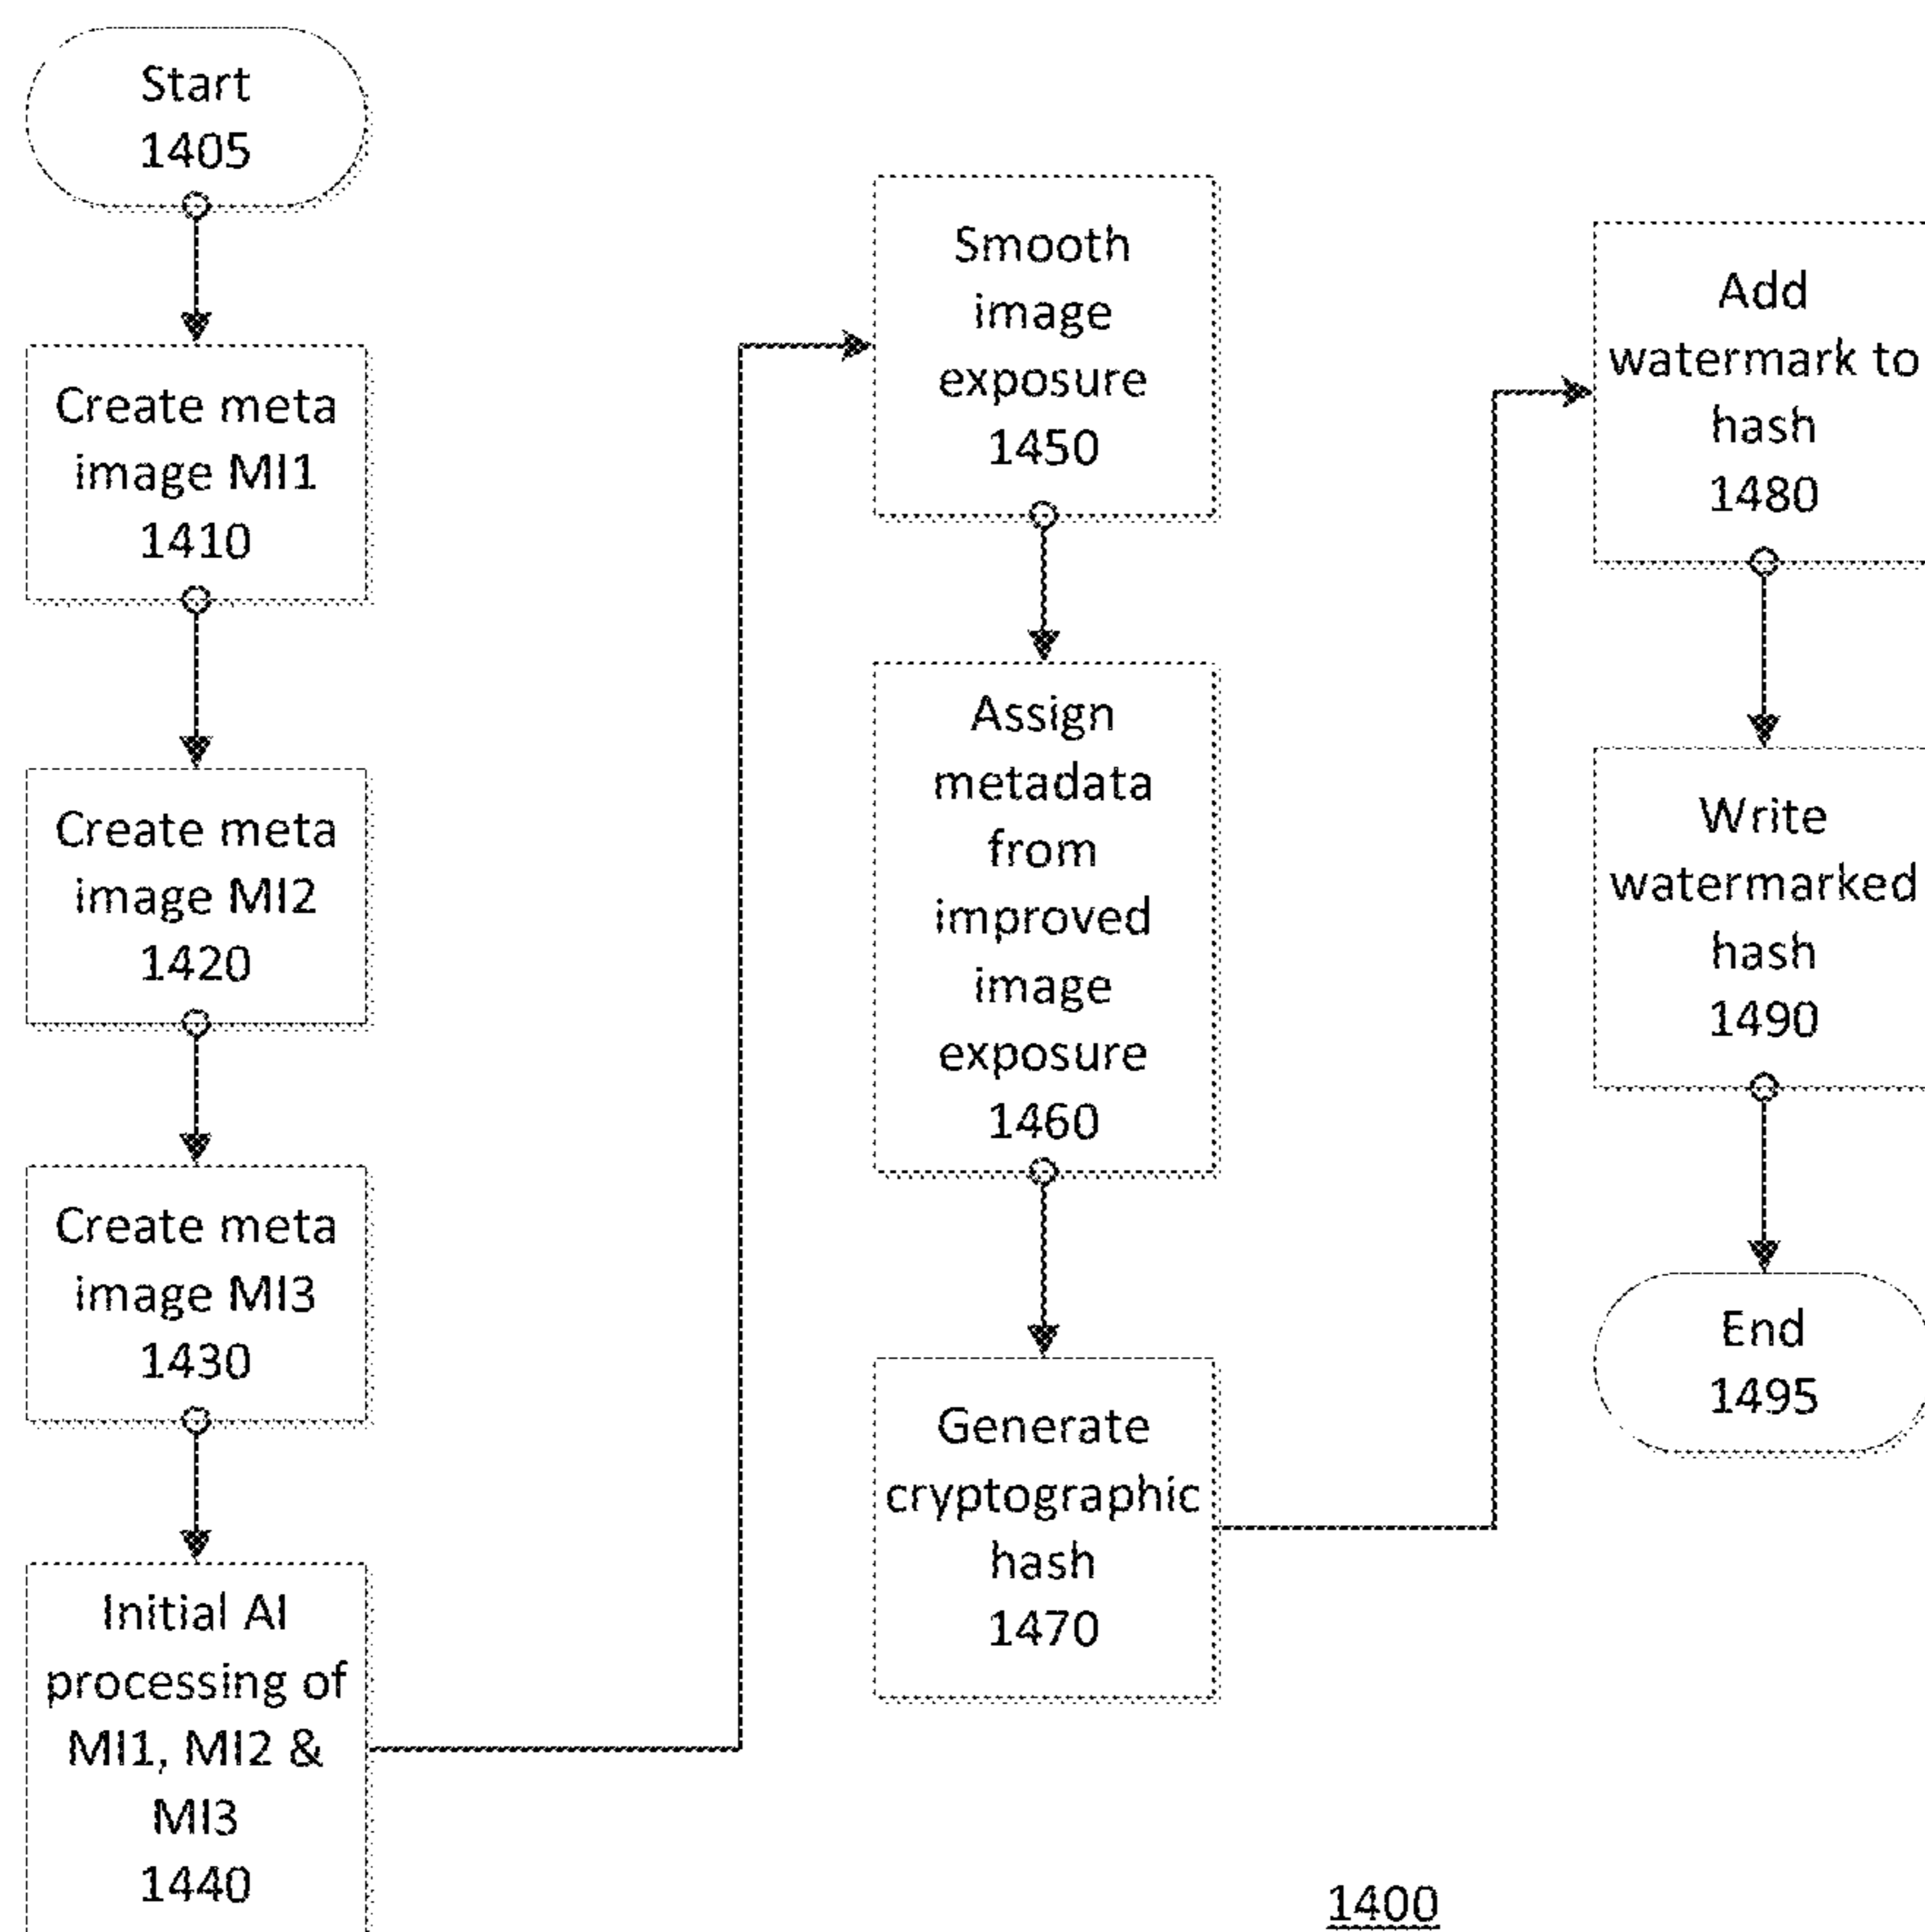 Start
1405
Create meta
image MI1
1410
Create meta
image MI2
1420
Create meta
image MI3
1430
Initial AI
processing of
MI1, MI2 &
MI3
1440
Smooth
image
exposure
1450
Assign
metadata
from
improved
image
exposure
1460
Generate
cryptographic
hash
1470
Add
watermark to
hash
1480
Write
watermarked
hash
1490
End
1495
1400